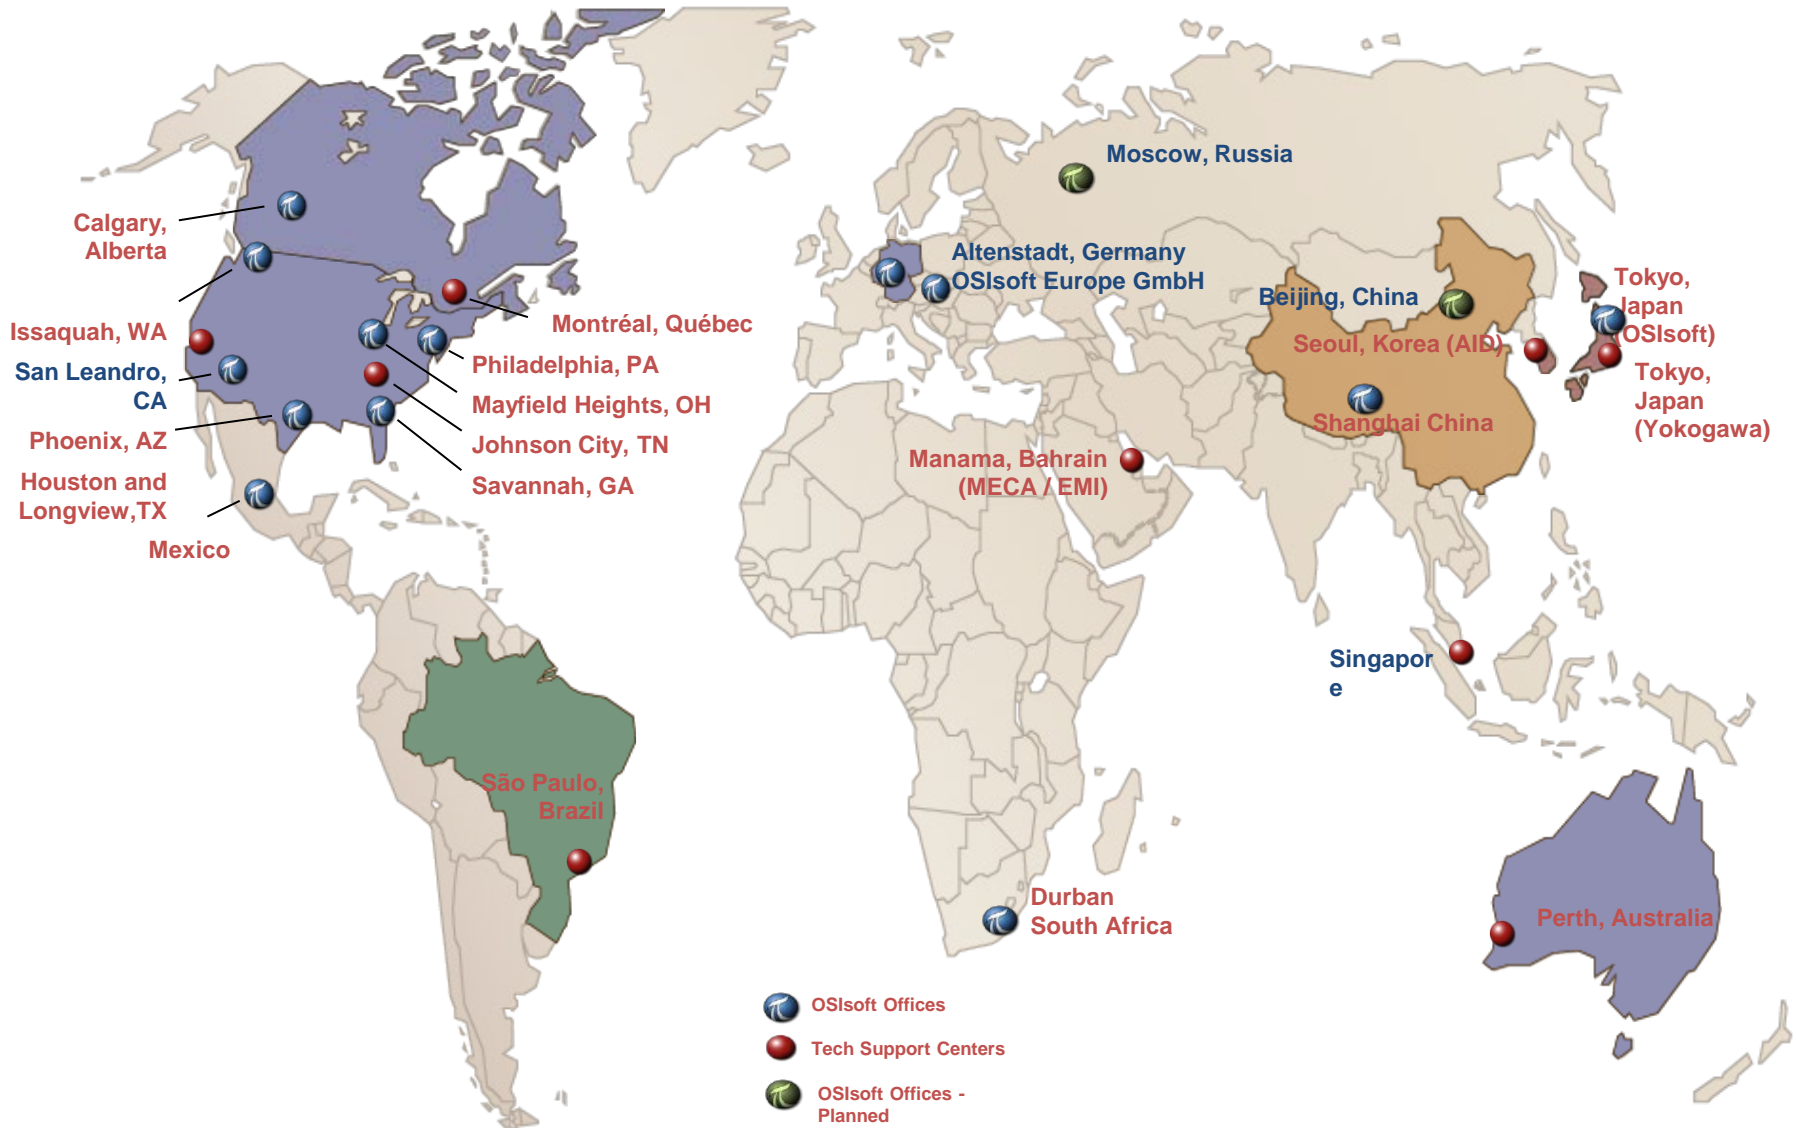 Moscow, Russia
Calgary,
Alberta
Altenstadt, Germany
OSIsoft Europe GmbH
Beijing, China
Tokyo,
Japan
(OSIsoft)
Issaquah, WA
Montréal, Québec
Seoul, Korea (AID)
San Leandro,
CA
Philadelphia, PA
Tokyo,
Japan
(Yokogawa)
Mayfield Heights, OH
Phoenix, AZ
Johnson City, TN
Shanghai China
Houston and
Longview,TX
Savannah, GA
Manama, Bahrain
(MECA / EMI)
Mexico
Singapor
e
São Paulo,
Brazil
Durban
South Africa
Perth, Australia
OSIsoft Offices
Tech Support Centers
OSIsoft Offices -
Planned